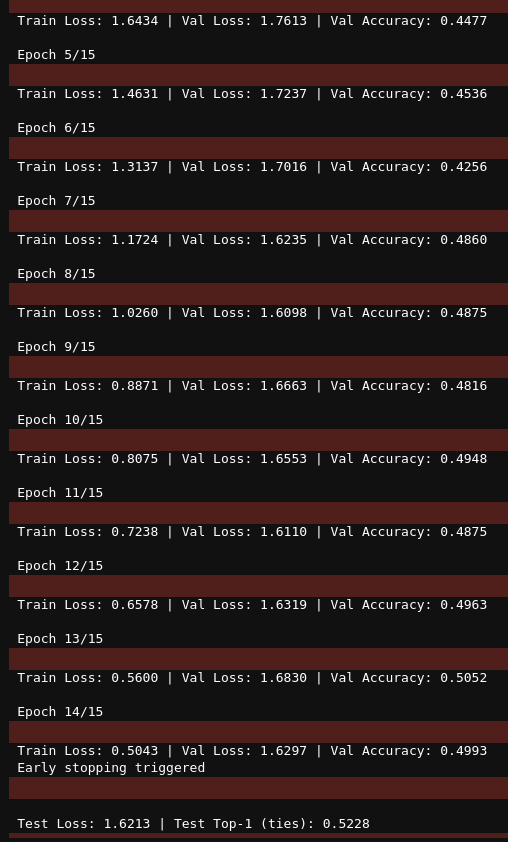 Train Loss: 1.6434 | Val Loss: 1.7613 | Val Accuracy: 0.4477
Epoch 5/15
Train Loss: 1.4631 | Val Loss: 1.7237 | Val Accuracy: 0.4536
Epoch 6/15
Train Loss: 1.3137 | Val Loss: 1.7016 | Val Accuracy: 0.4256
Epoch 7/15
Train Loss: 1.1724 | Val Loss: 1.6235 | Val Accuracy: 0.4860
Epoch 8/15
Train Loss: 1.0260 | Val Loss: 1.6098 | Val Accuracy: 0.4875
Epoch 9/15
Train Loss: 0.8871 | Val Loss: 1.6663 | Val Accuracy: 0.4816
Epoch 10/15
Train Loss: 0.8075 | Val Loss: 1.6553 | Val Accuracy: 0.4948
Epoch 11/15
Train Loss: 0.7238 | Val Loss: 1.6110 | Val Accuracy: 0.4875
Epoch 12/15
Train Loss: 0.6578 | Val Loss: 1.6319 | Val Accuracy: 0.4963
Epoch 13/15
Train Loss: 0.5600 | Val Loss: 1.6830 | Val Accuracy: 0.5052
Epoch 14/15
Train Loss: 0.5043 | Val Loss: 1.6297 | Val Accuracy: 0.4993
Early stopping triggered
Test Loss: 1.6213 | Test Top-1 (ties): 0.5228